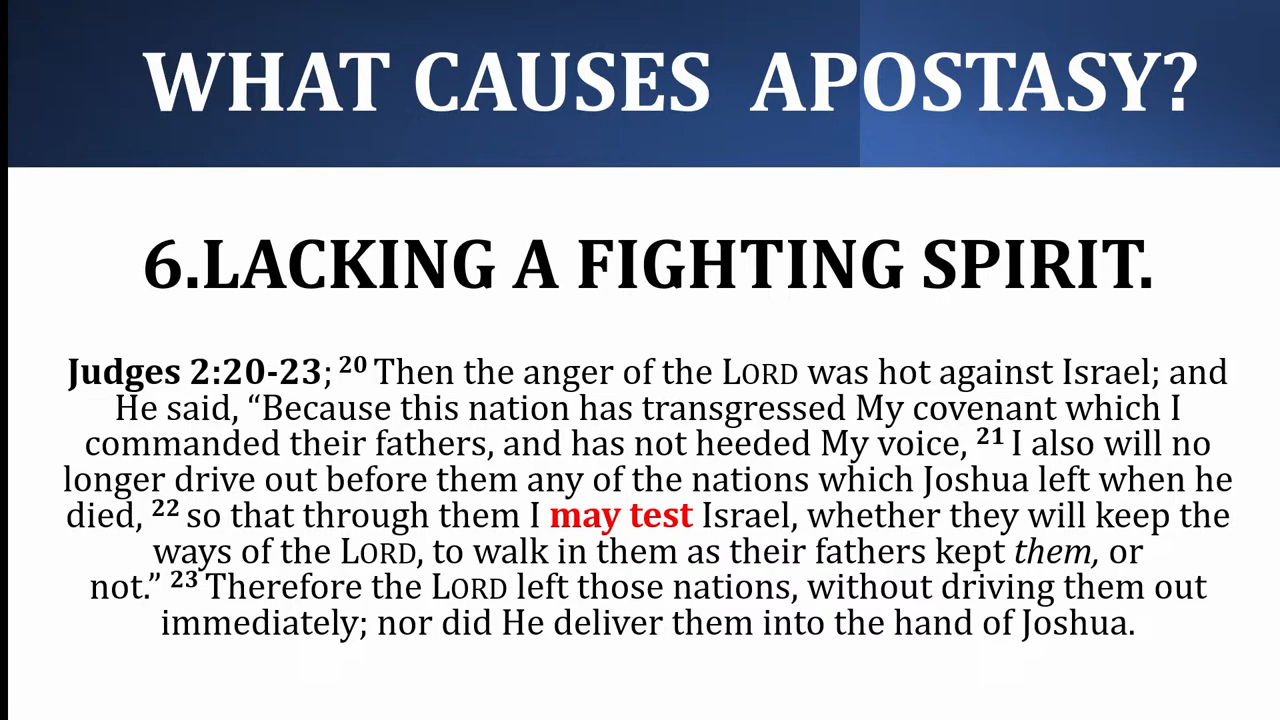 WHAT CAUSES  APOSTASY?
6.LACKING A FIGHTING SPIRIT.
Judges 2:20-23; 20 Then the anger of the LORD was hot against Israel; and
He said, “Because this nation has transgressed My covenant which I
commanded their fathers, and has not heeded My voice, 21 I also will no
longer drive out before them any of the nations which Joshua left when he
died, 22 so that through them I may test Israel, whether they will keep the
ways of the LORD, to walk in them as their fathers kept them, or
not.” 23 Therefore the LORD left those nations, without driving them out
immediately; nor did He deliver them into the hand of Joshua.